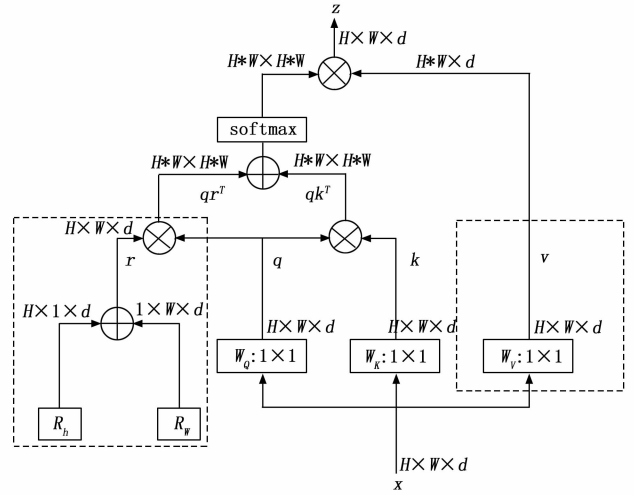 z
H×W×d
H*W×H*W
H*W×d
softmax
H*W×H*W
H*W×H*W
qr^T
qk^T
H×W×d
r
q
k
v
H×1×d
1×W×d
H×W×d
H×W×d
H×W×d
W_Q:1×1
W_K:1×1
W_V:1×1
R_h
R_W
H×W×d
x